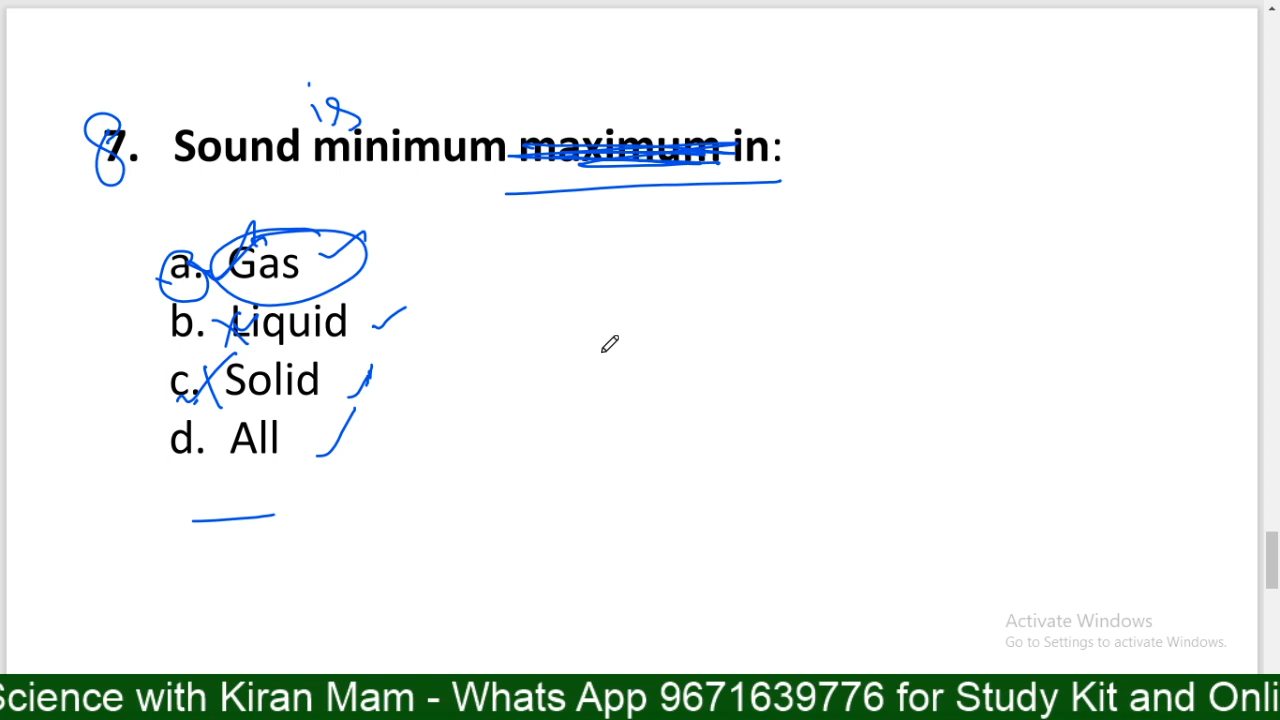 is
8 7. Sound minimum maximum in:
a. Gas
b. Liquid
c. Solid
d. All
Activate Windows
Go to Settings to activate Windows.
Science with Kiran Mam - Whats App 9671639776 for Study Kit and Onli